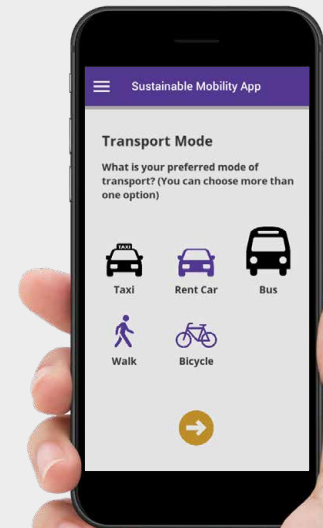 Sustainable Mobility App
Transport Mode
What is your preferred mode of
transport? (You can choose more than
one option)
TAXI
Taxi
Rent Car
Bus
Walk
Bicycle